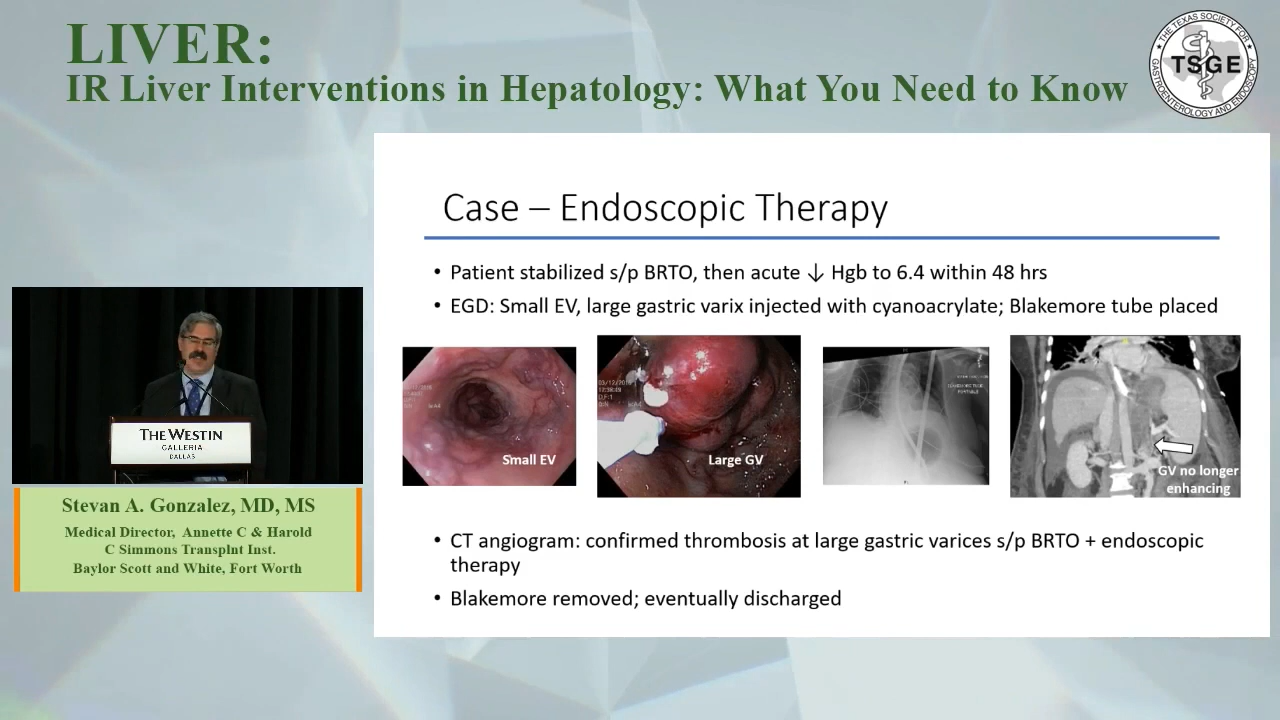 LIVER:
IR Liver Interventions in Hepatology: What You Need to Know
THE TEXAS SOCIETY FOR
TSGE
GASTROENTEROLOGY AND ENDOSCOPY
Case – Endoscopic Therapy
• Patient stabilized s/p BRTO, then acute ↓ Hgb to 6.4 within 48 hrs
• EGD: Small EV, large gastric varix injected with cyanoacrylate; Blakemore tube placed
Small EV
Large GV
GV no longer
enhancing
• CT angiogram: confirmed thrombosis at large gastric varices s/p BRTO + endoscopic
therapy
• Blakemore removed; eventually discharged
THE WESTIN
GALLERIA
DALLAS
Stevan A. Gonzalez, MD, MS
Medical Director, Annette C & Harold
C Simmons Transplnt Inst.
Baylor Scott and White, Fort Worth